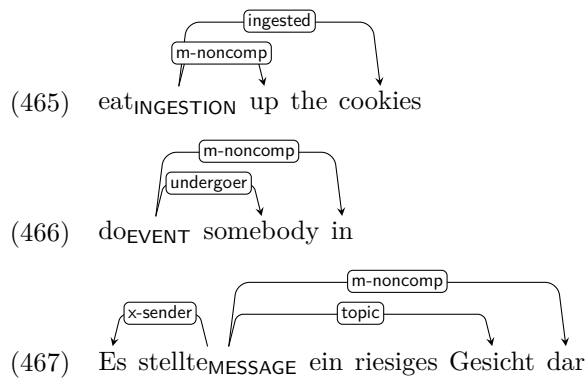 ingested
m-noncomp
(465) eatINGESTION up the cookies
m-noncomp
undergoer
(466) doEVENT somebody in
m-noncomp
x-sender topic
(467) Es stellteMESSAGE ein riesiges Gesicht dar